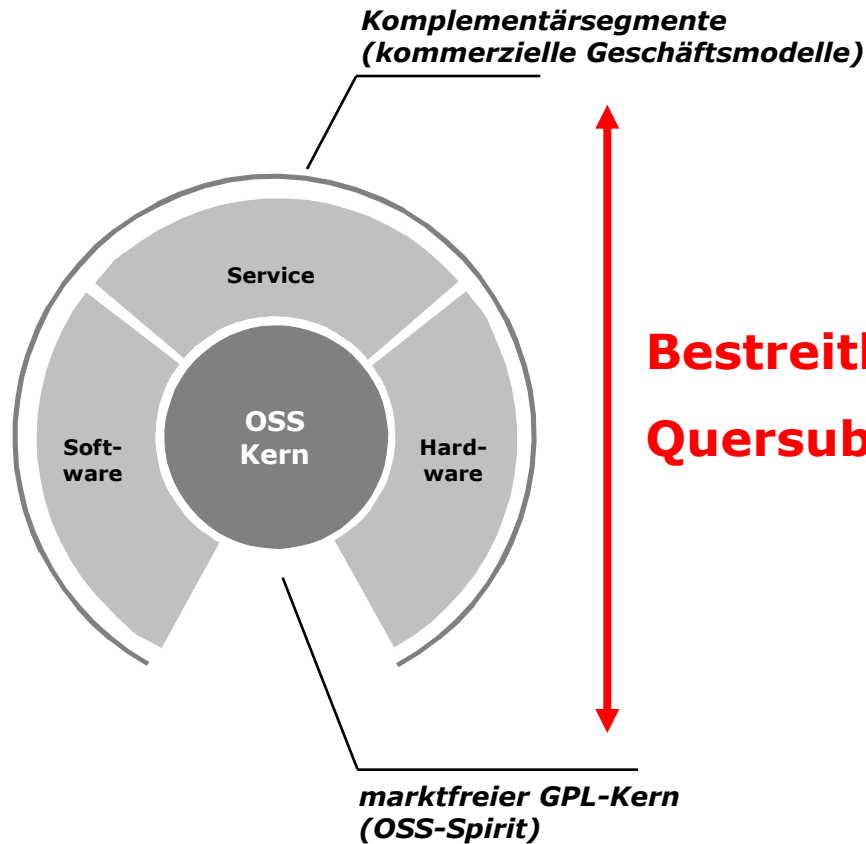 Komplementärsegmente
(kommerzielle Geschäftsmodelle)
Service
OSS
Kern
Soft-
ware
Hard-
ware
marktfreier GPL-Kern
(OSS-Spirit)